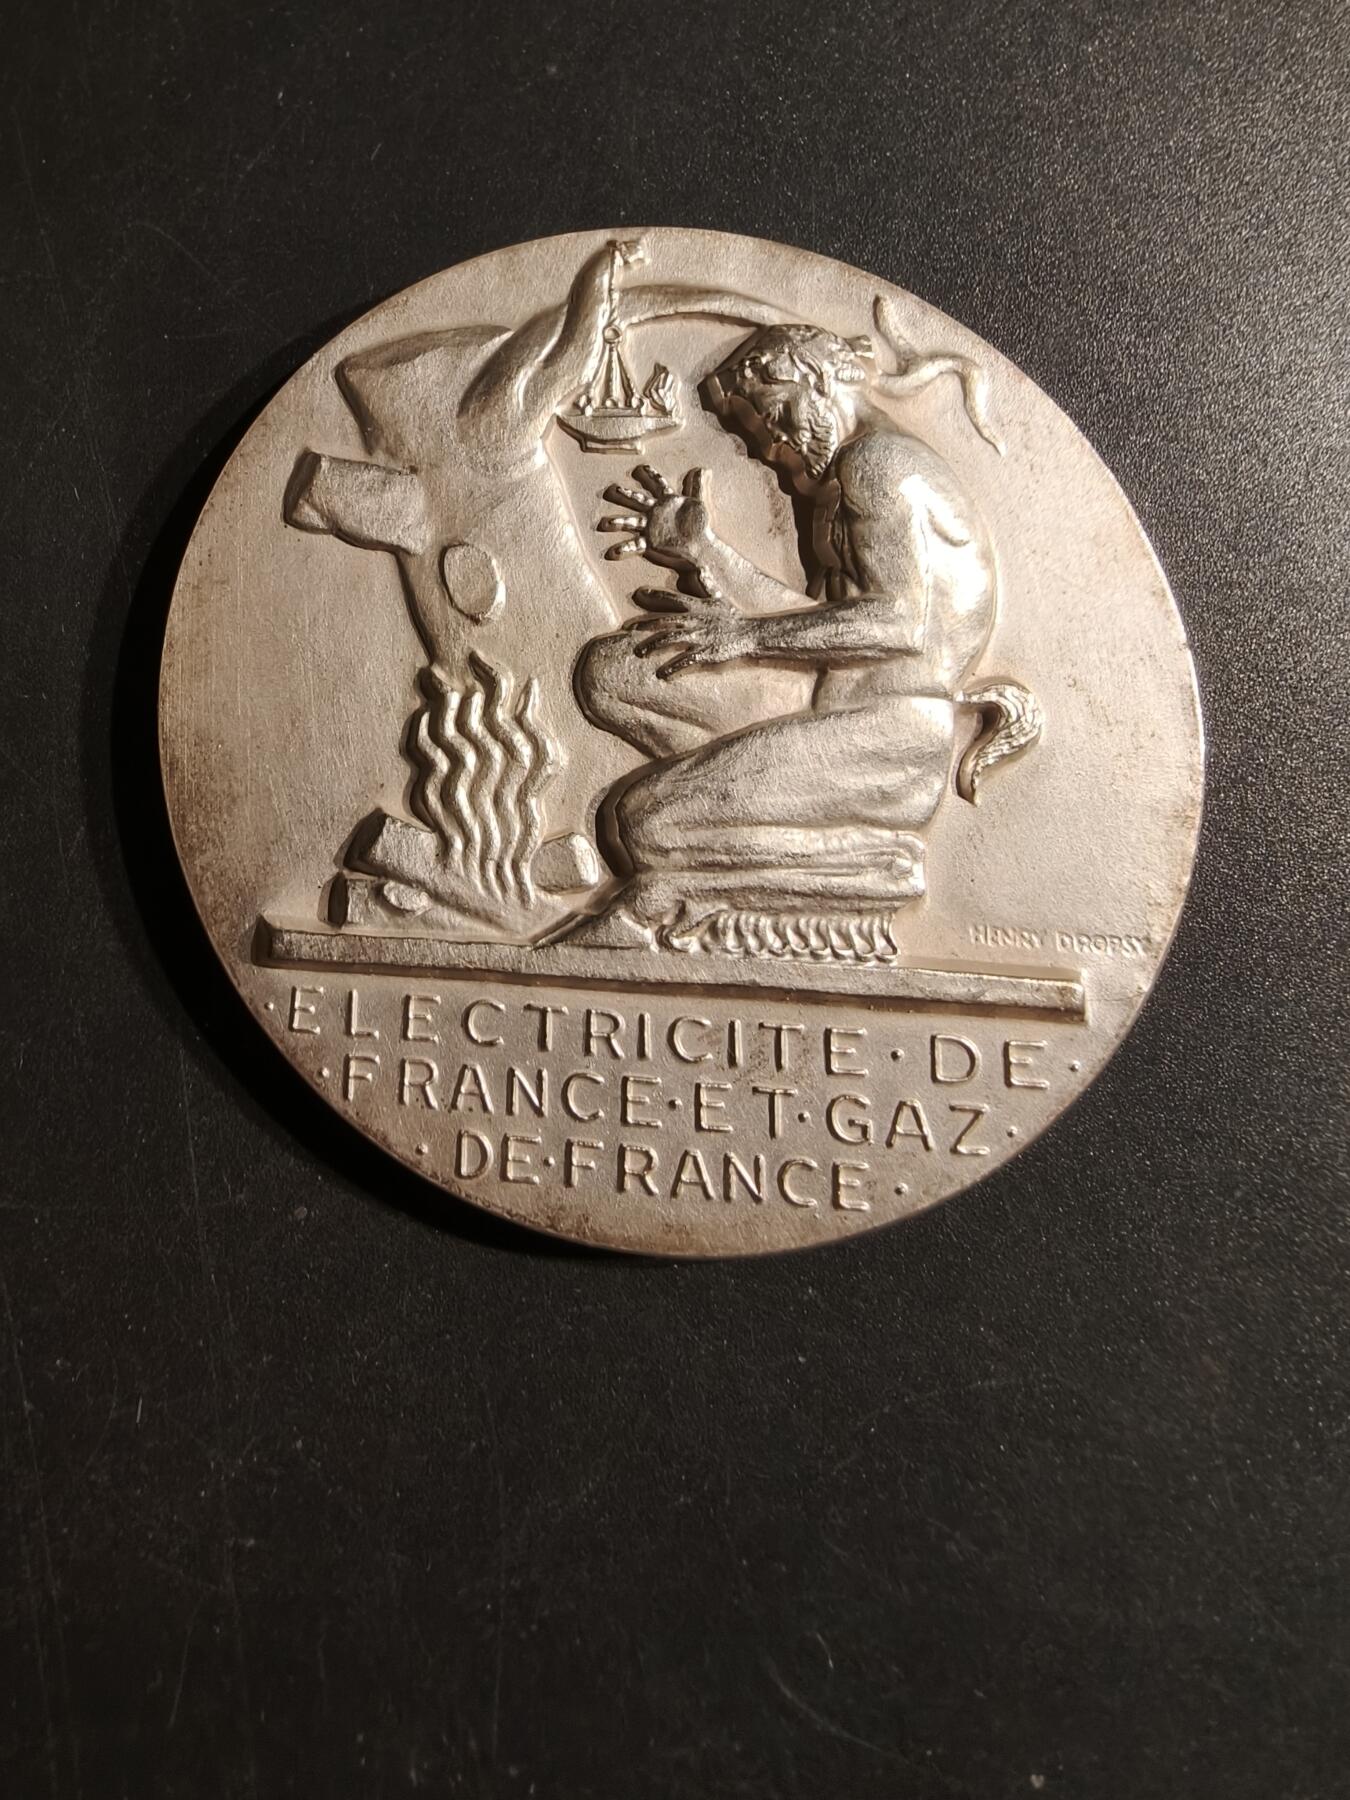 HENRY DROPSY
·ELECTRICITE·DE·
·FRANCE·ET·GAZ·
·DE·FRANCE·